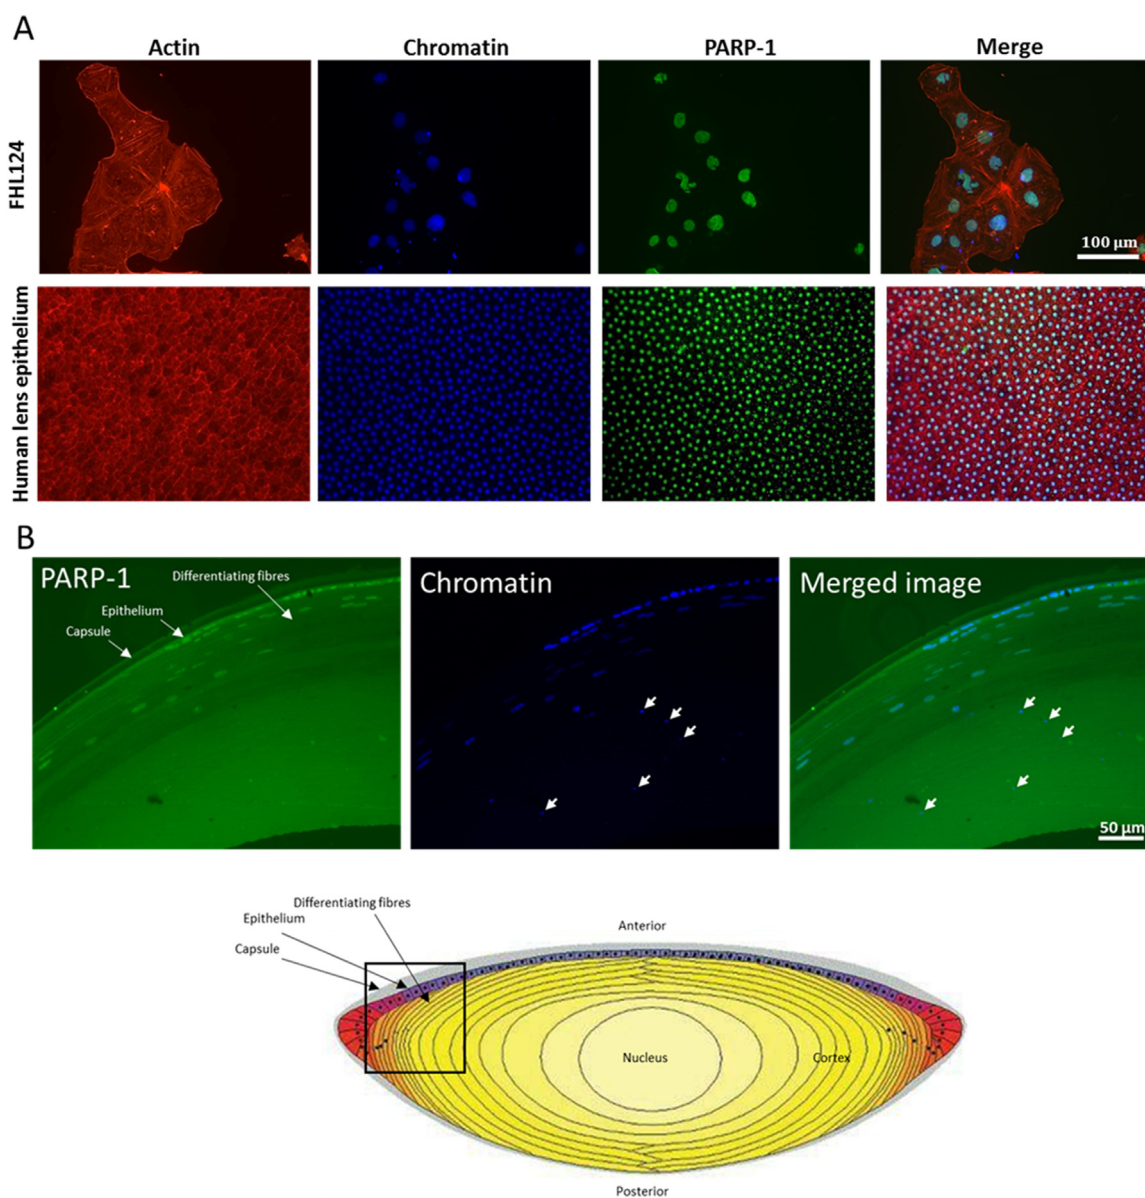 A
Actin Chromatin PARP-1 Merge
FHL124
100 µm
Human lens epithelium
B
PARP-1 Chromatin Merged image
Differentiating fibres
Epithelium
Capsule
50 µm
Differentiating fibres
Epithelium
Anterior
Capsule
Nucleus
Cortex
Posterior